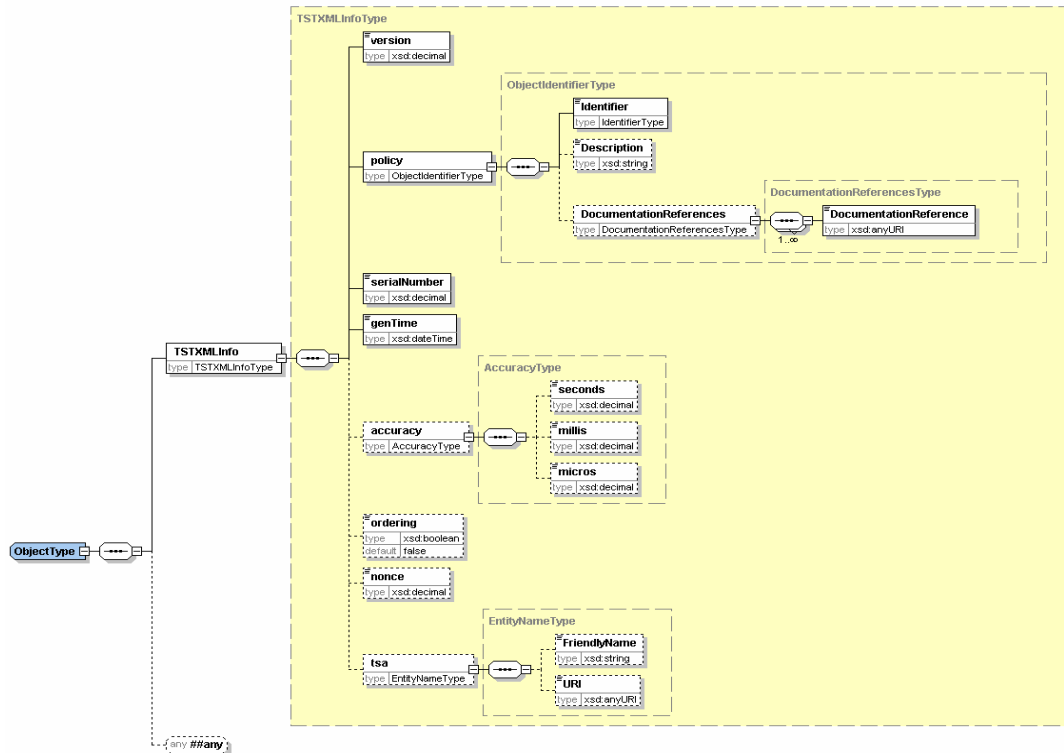 TSTXMLInfoType
version
type xsd:decimal
ObjectIdentifierType
Identifier
type IdentifierType
Description
type xsd:string
policy
type ObjectIdentifierType
DocumentationReferencesType
DocumentationReferences
type DocumentationReferencesType
DocumentationReference
type xsd:anyURI
1..∞
serialNumber
type xsd:decimal
genTime
type xsd:dateTime
TSTXMLInfo
type TSTXMLInfoType
AccuracyType
seconds
type xsd:decimal
accuracy
type AccuracyType
millis
type xsd:decimal
micros
type xsd:decimal
ordering
type xsd:boolean
default false
ObjectType
nonce
type xsd:decimal
EntityNameType
FriendlyName
type xsd:string
tsa
type EntityNameType
URI
type xsd:anyURI
any ##any